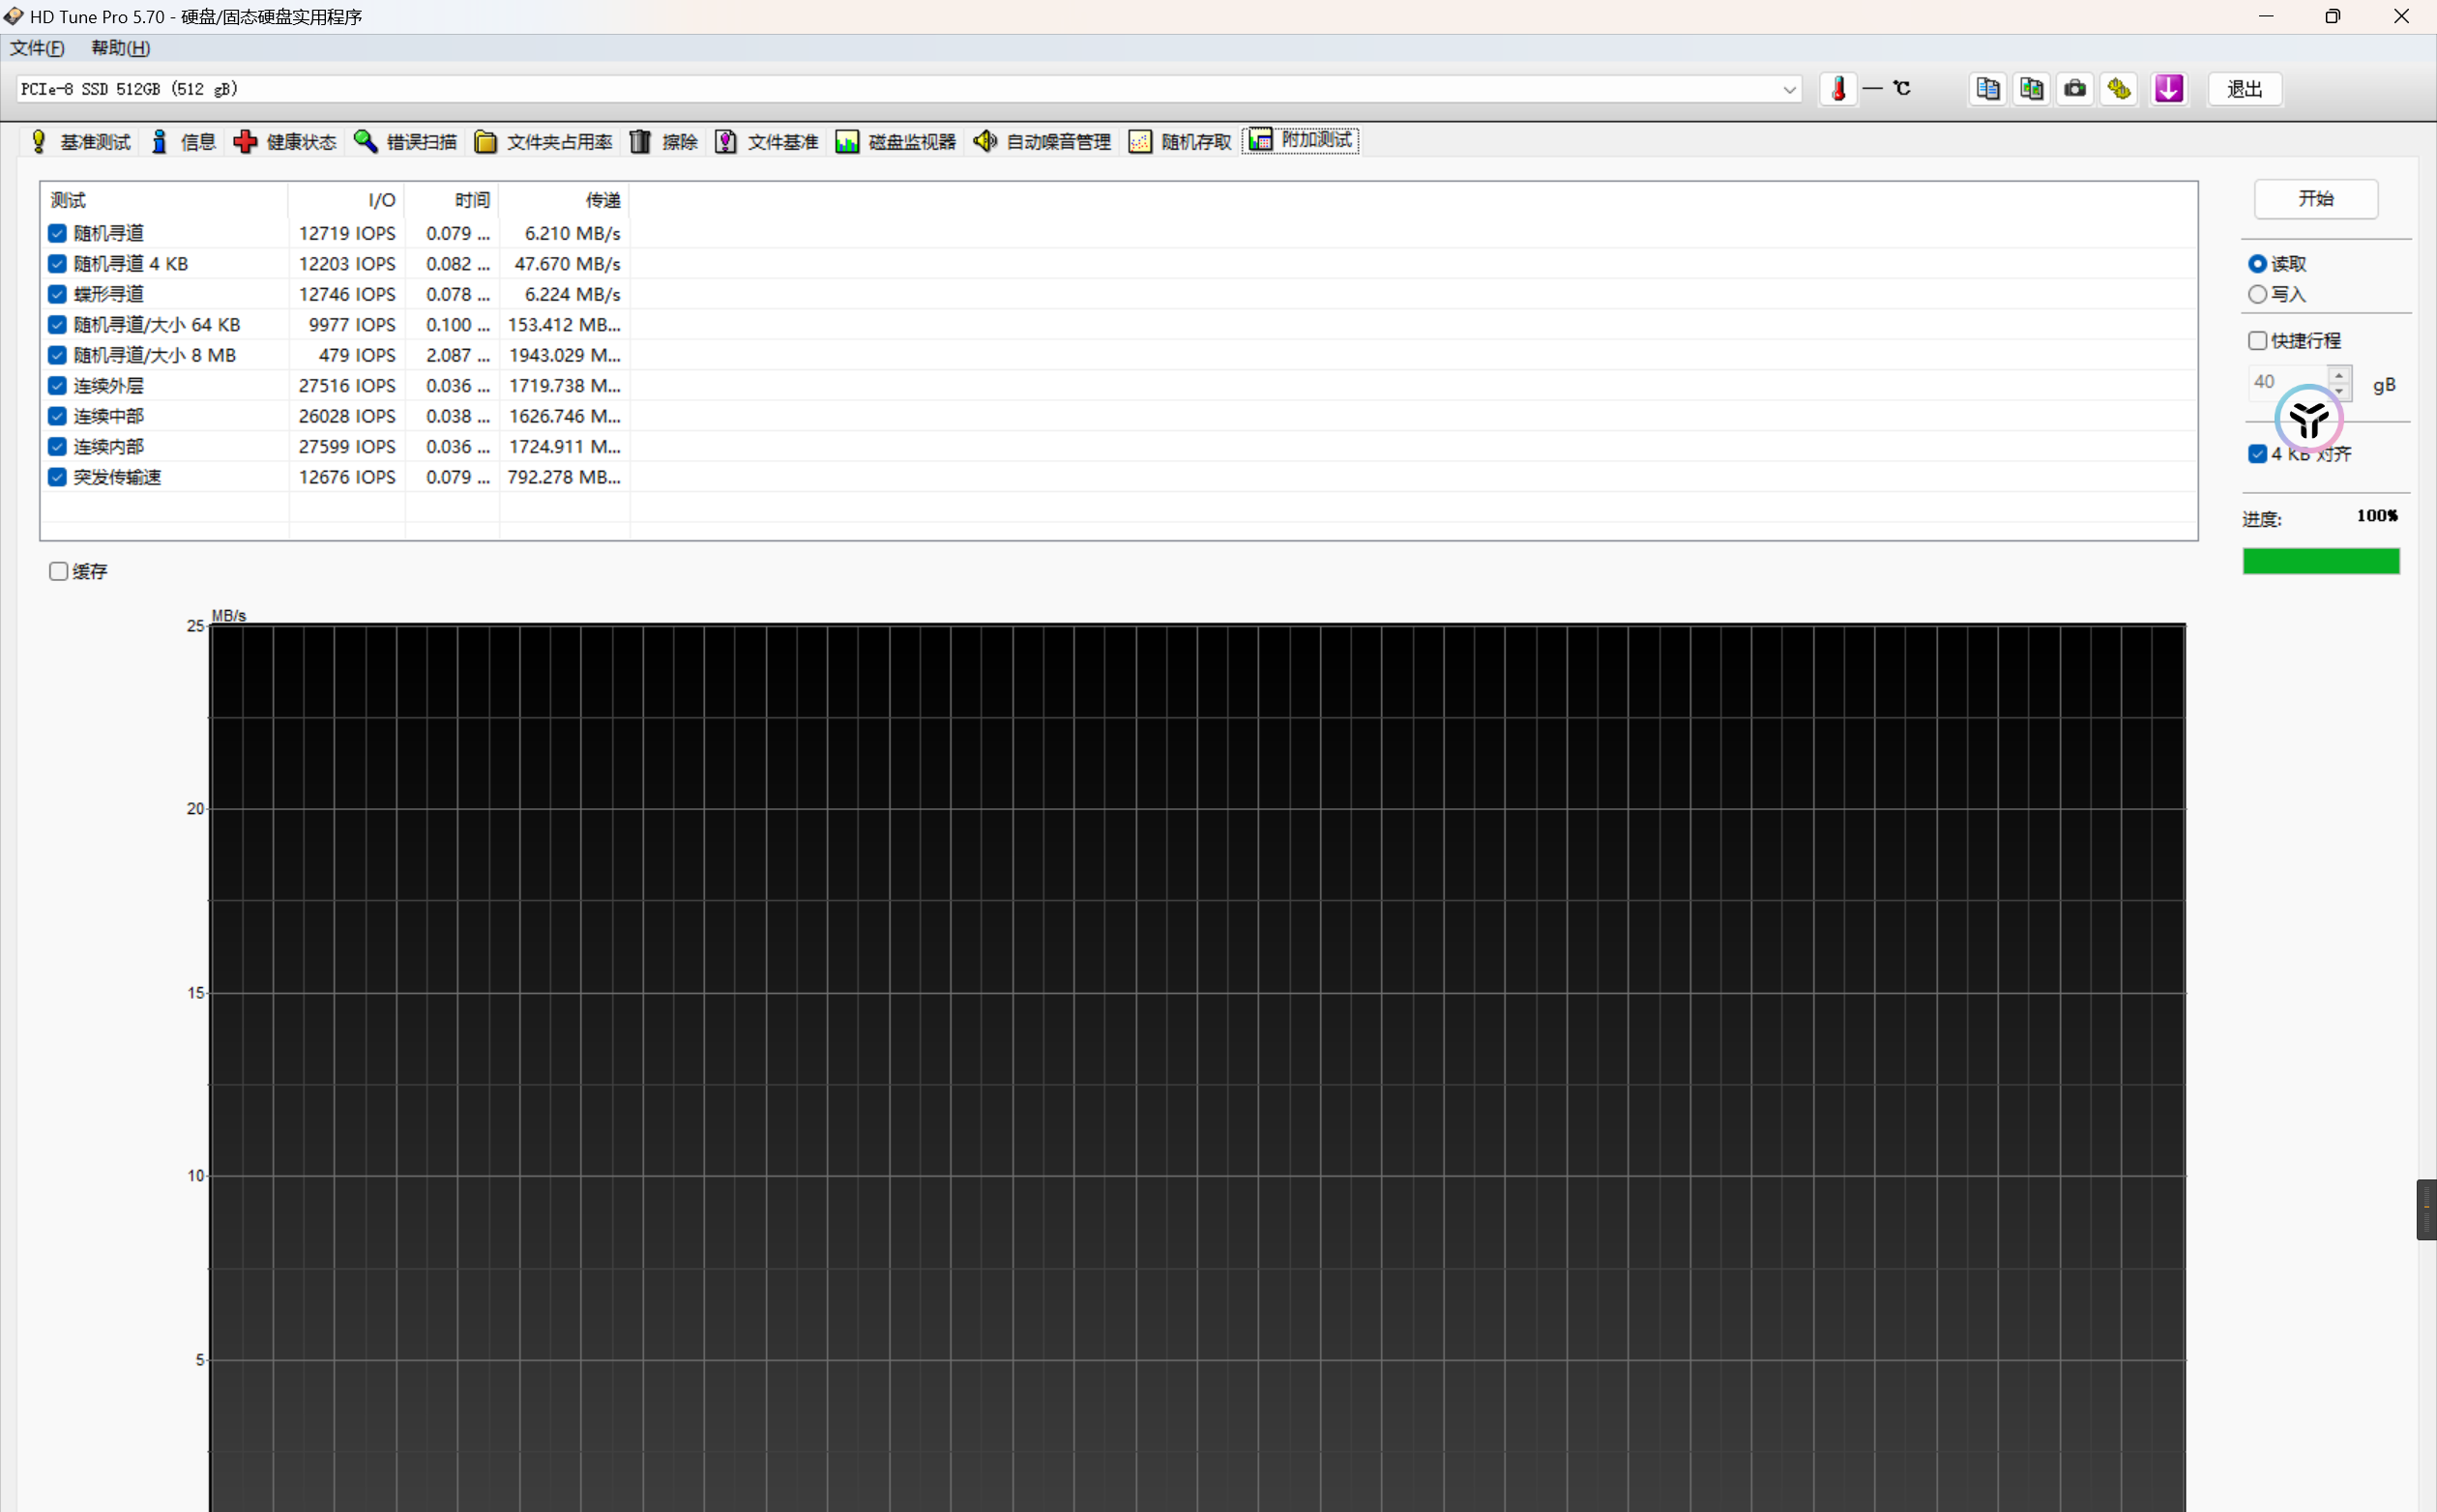 HD Tune Pro 5.70 - 硬盘/固态硬盘实用程序
文件(F) 帮助(H)
PCIe-8 SSD 512GB (512 gB) — ℃ 退出
基准测试 信息 健康状态 错误扫描 文件夹占用率 擦除 文件基准 磁盘监视器 自动噪音管理 随机存取 附加测试
测试 I/O 时间 传递
随机寻道 12719 IOPS 0.079 ... 6.210 MB/s
随机寻道 4 KB 12203 IOPS 0.082 ... 47.670 MB/s
蝶形寻道 12746 IOPS 0.078 ... 6.224 MB/s
随机寻道/大小 64 KB 9977 IOPS 0.100 ... 153.412 MB...
随机寻道/大小 8 MB 479 IOPS 2.087 ... 1943.029 M...
连续外层 27516 IOPS 0.036 ... 1719.738 M...
连续中部 26028 IOPS 0.038 ... 1626.746 M...
连续内部 27599 IOPS 0.036 ... 1724.911 M...
突发传输速 12676 IOPS 0.079 ... 792.278 MB...
缓存
开始
读取
写入
快捷行程
40 gB
4 KB 对齐
进度: 100%
MB/s
25
20
15
10
5